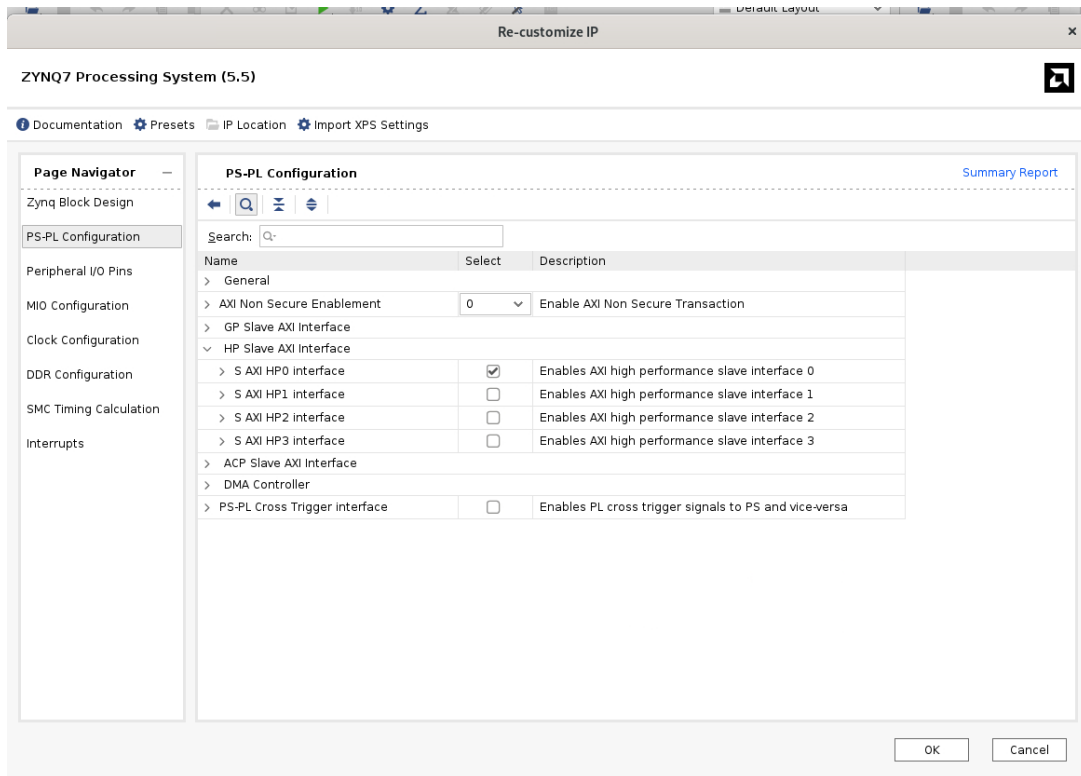 Default Layout
Re-customize IP
ZYNQ7 Processing System (5.5)
Documentation Presets IP Location Import XPS Settings
Page Navigator
Zynq Block Design
PS-PL Configuration
Peripheral I/O Pins
MIO Configuration
Clock Configuration
DDR Configuration
SMC Timing Calculation
Interrupts
PS-PL Configuration Summary Report
Search:
Name Select Description
General
AXI Non Secure Enablement 0 Enable AXI Non Secure Transaction
GP Slave AXI Interface
HP Slave AXI Interface
S AXI HP0 interface Enables AXI high performance slave interface 0
S AXI HP1 interface Enables AXI high performance slave interface 1
S AXI HP2 interface Enables AXI high performance slave interface 2
S AXI HP3 interface Enables AXI high performance slave interface 3
ACP Slave AXI Interface
DMA Controller
PS-PL Cross Trigger interface Enables PL cross trigger signals to PS and vice-versa
OK Cancel